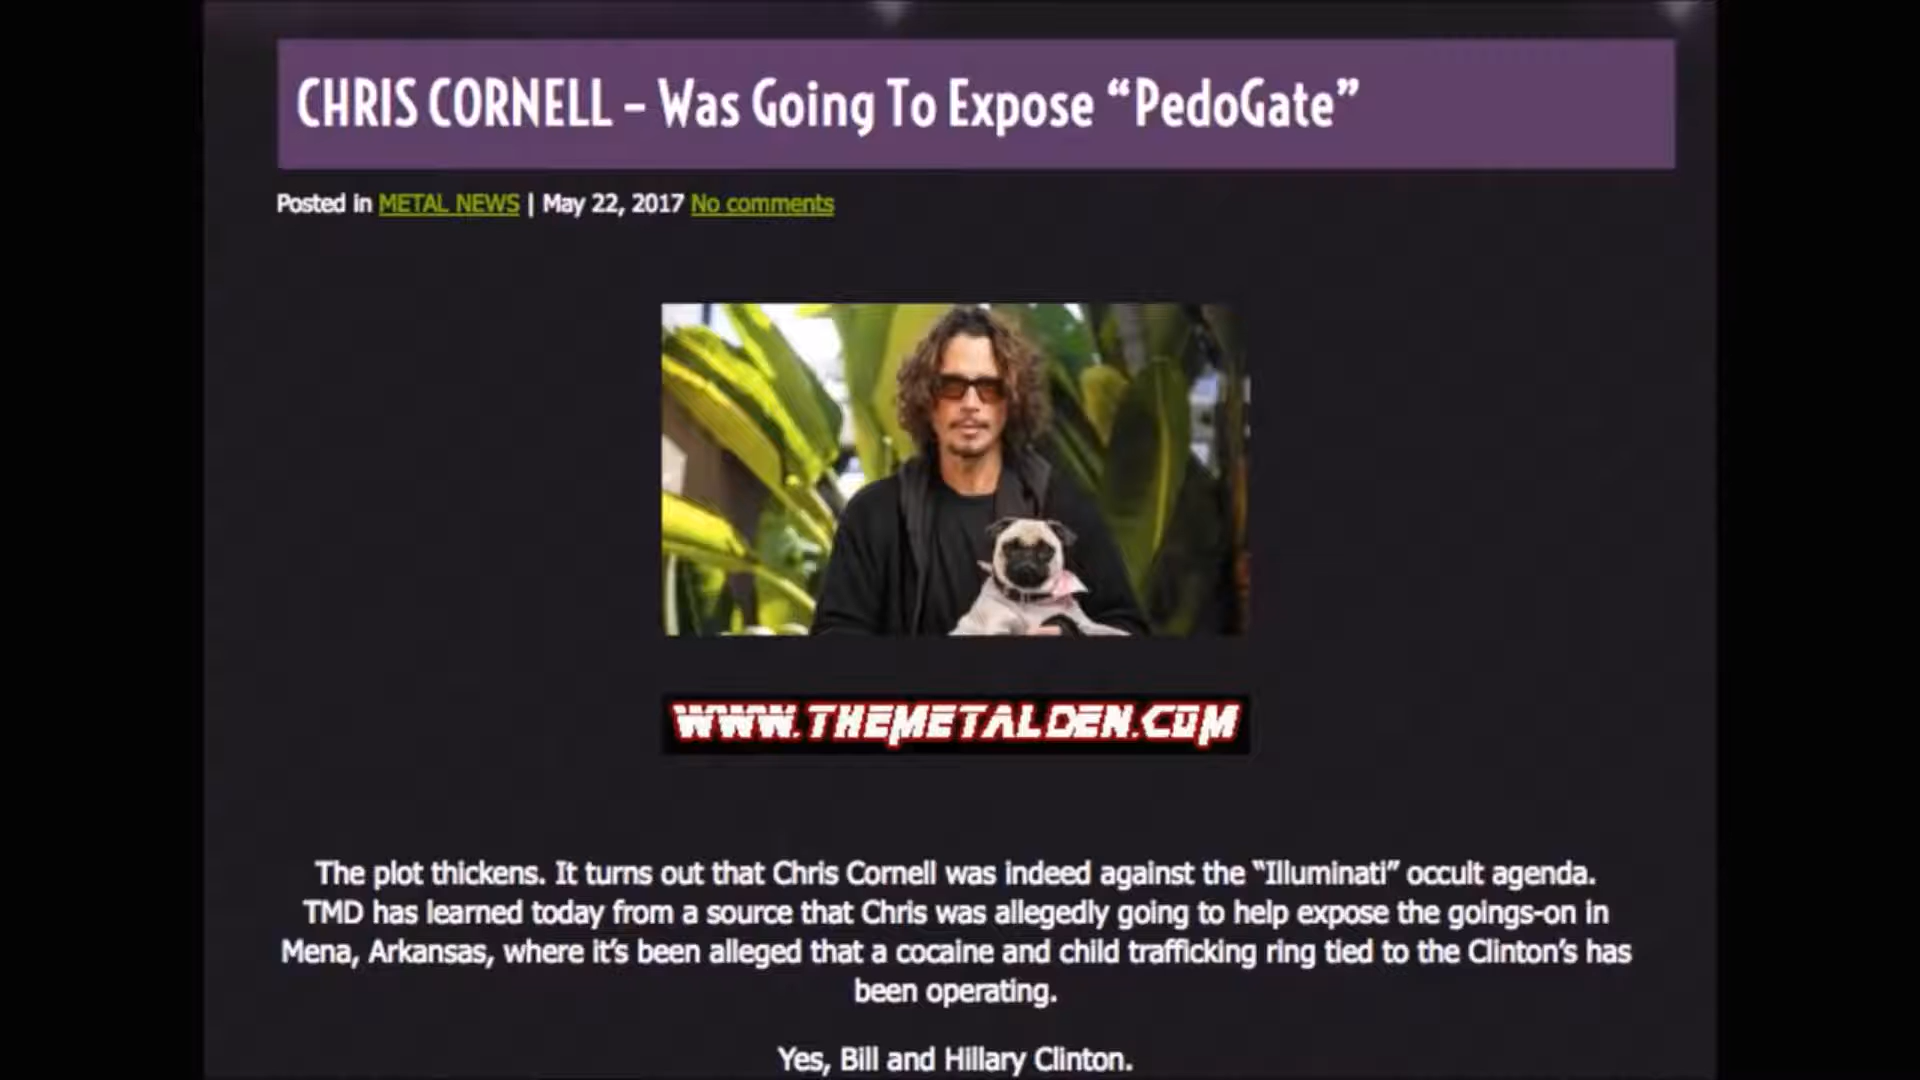 CHRIS CORNELL – Was Going To Expose “PedoGate”
Posted in METAL NEWS | May 22, 2017 No comments
WWW.THEMETALDEN.COM
The plot thickens. It turns out that Chris Cornell was indeed against the “Illuminati” occult agenda.
TMD has learned today from a source that Chris was allegedly going to help expose the goings-on in
Mena, Arkansas, where it’s been alleged that a cocaine and child trafficking ring tied to the Clinton’s has
been operating.
Yes, Bill and Hillary Clinton.